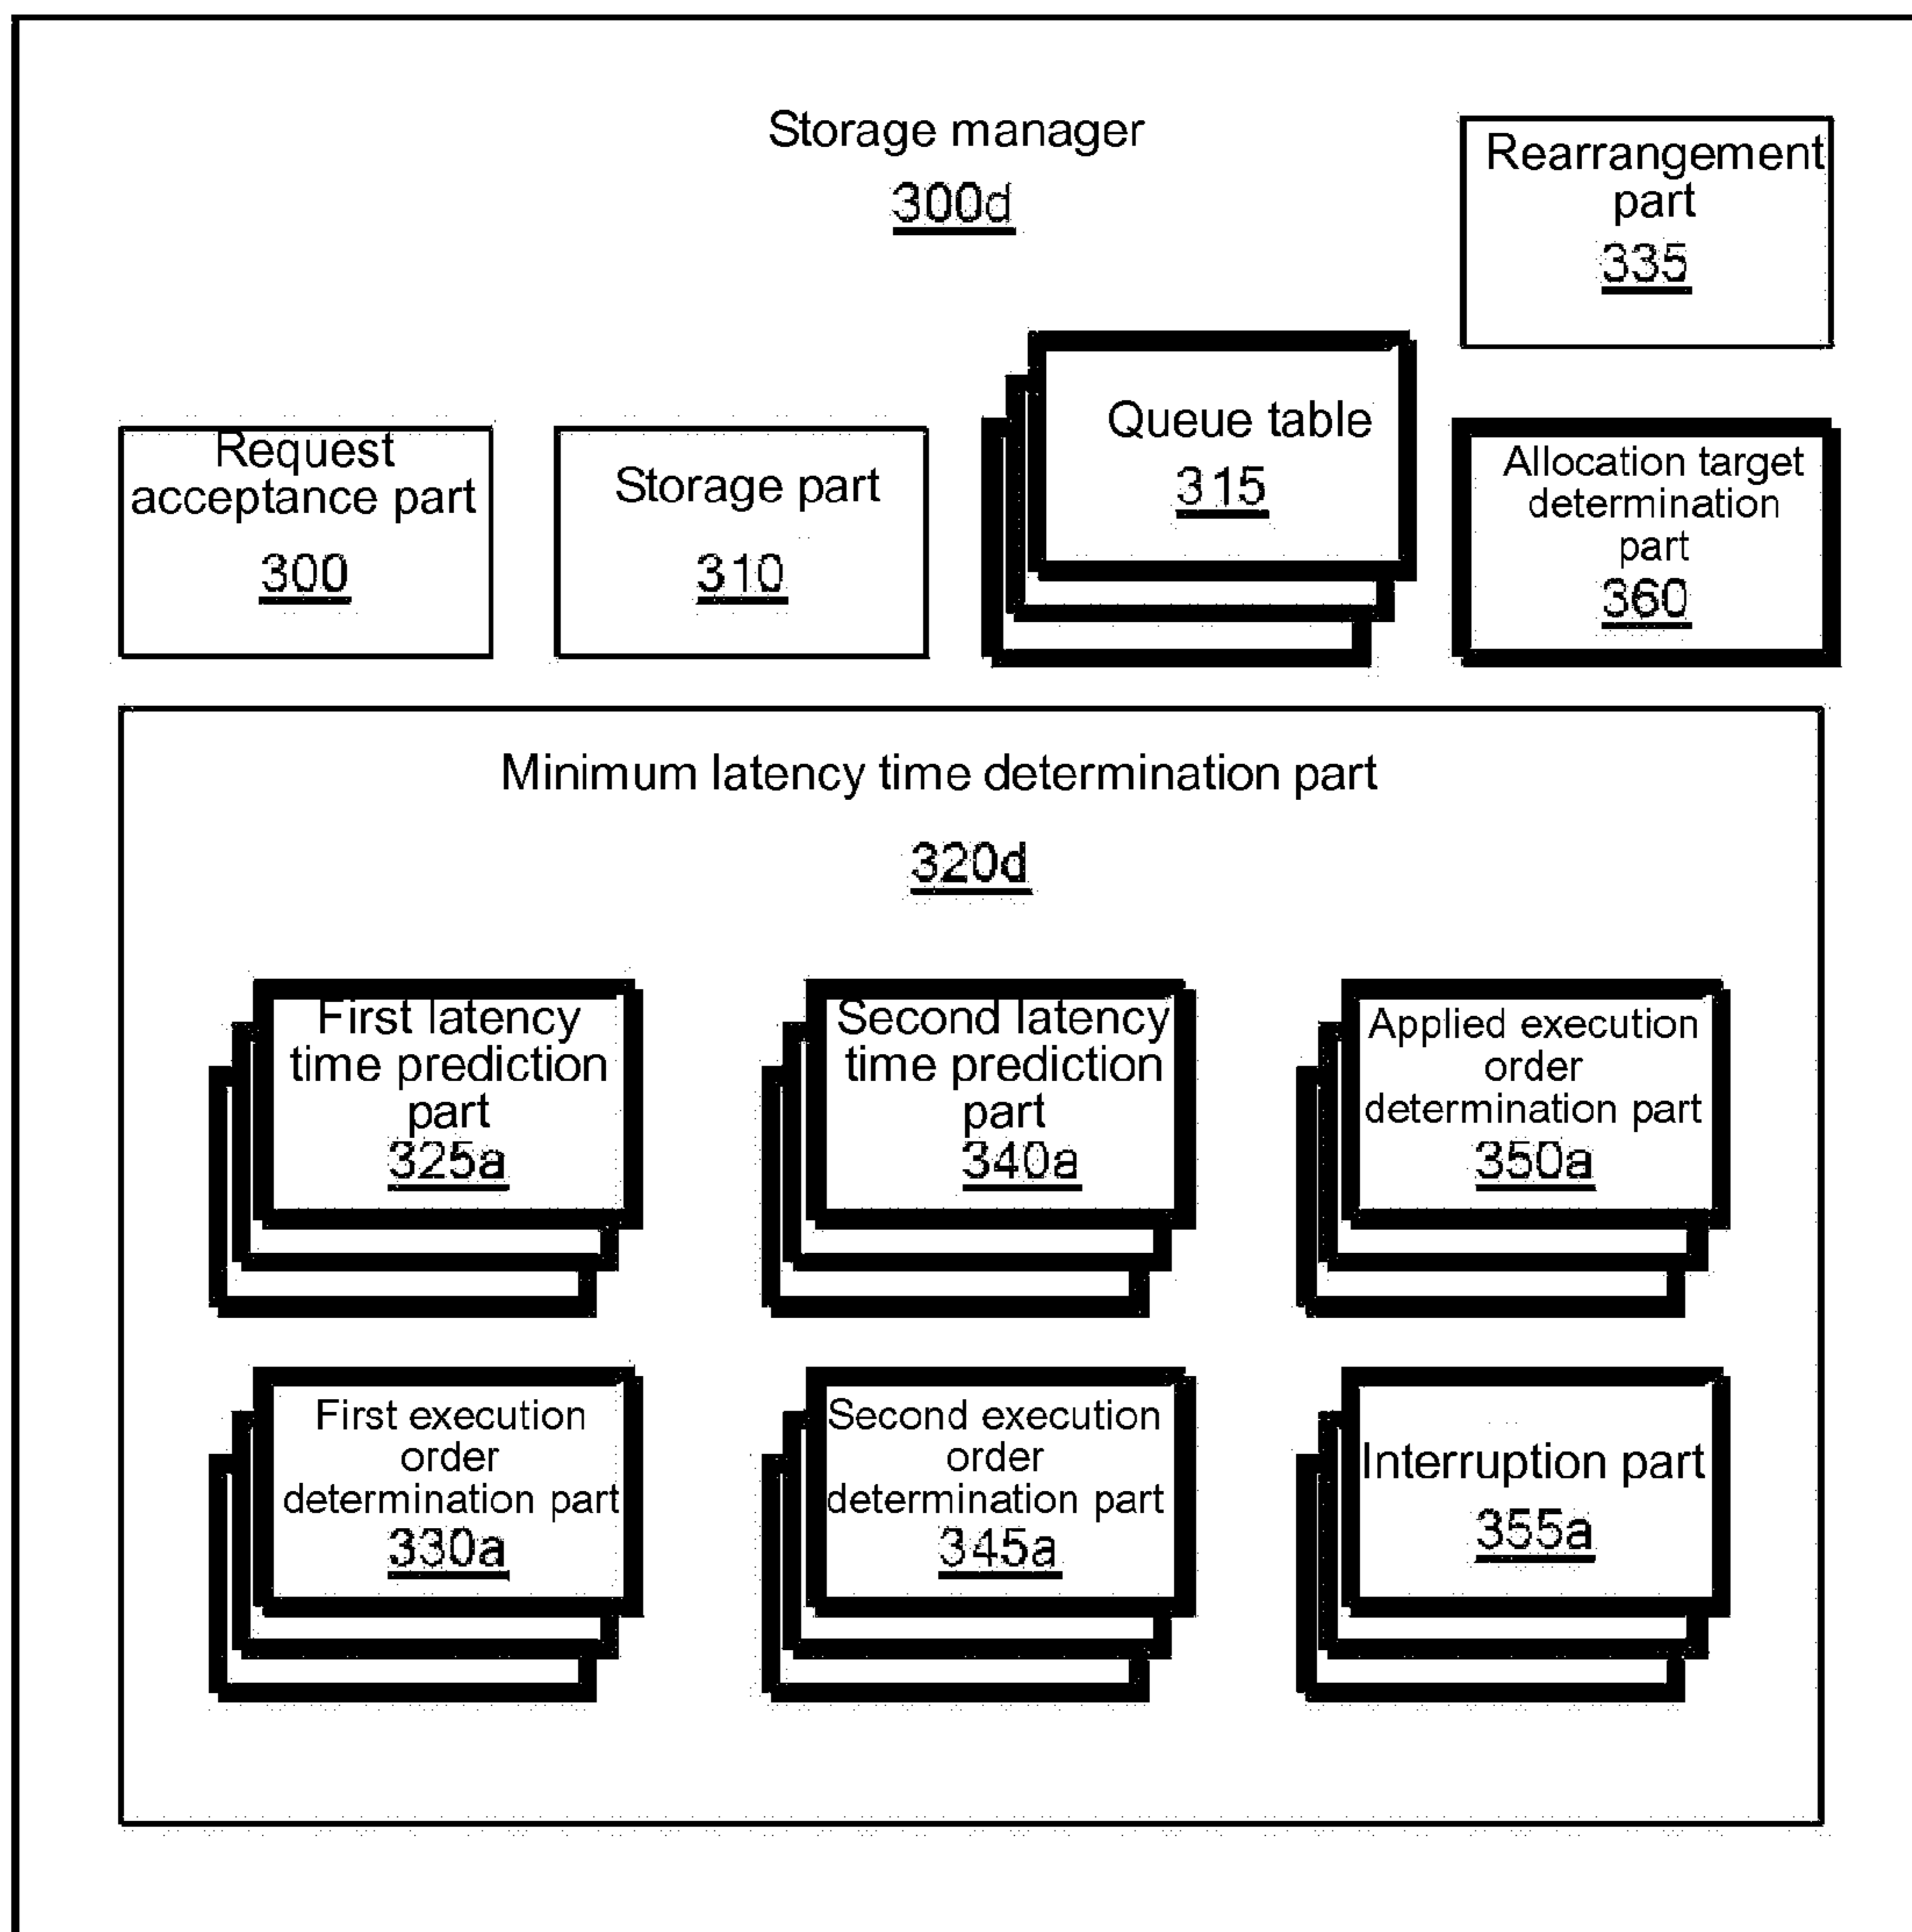 Storage manager
300d
Rearrangement
part
335
Request
acceptance part
300
Storage part
310
Queue table
315
Allocation target
determination
part
360
Minimum latency time determination part
320d
First latency
time prediction
part
325a
Second latency
time prediction
part
340a
Applied execution
order
determination part
350a
First execution
order
determination part
330a
Second execution
order
determination part
345a
Interruption part
355a